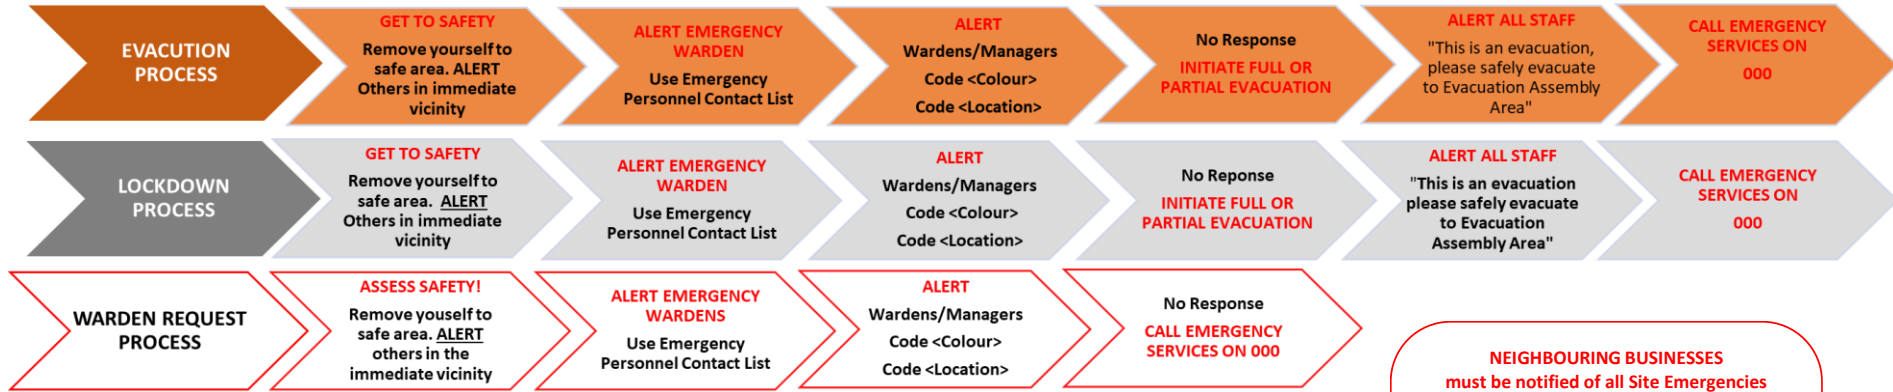 EVACUTION
PROCESS
GET TO SAFETY
Remove yourself to
safe area. ALERT
Others in immediate
vicinity
ALERT EMERGENCY
WARDEN
Use Emergency
Personnel Contact List
ALERT
Wardens/Managers
Code <Colour>
Code <Location>
No Response
INITIATE FULL OR
PARTIAL EVACUATION
ALERT ALL STAFF
"This is an evacuation,
please safely evacuate
to Evacuation Assembly
Area"
CALL EMERGENCY
SERVICES ON
000
LOCKDOWN
PROCESS
GET TO SAFETY
Remove yourself to
safe area. ALERT
Others in immediate
vicinity
ALERT EMERGENCY
WARDEN
Use Emergency
Personnel Contact List
ALERT
Wardens/Managers
Code <Colour>
Code <Location>
No Reponse
INITIATE FULL OR
PARTIAL EVACUATION
ALERT ALL STAFF
"This is an evacuation
please safely evacuate
to Evacuation
Assembly Area"
CALL EMERGENCY
SERVICES ON
000
WARDEN REQUEST
PROCESS
ASSESS SAFETY!
Remove youself to
safe area. ALERT
others in the
immediate vicinity
ALERT EMERGENCY
WARDENS
Use Emergency
Personnel Contact List
ALERT
Wardens/Managers
Code <Colour>
Code <Location>
No Response
CALL EMERGENCY
SERVICES ON 000
NEIGHBOURING BUSINESSES
must be notified of all Site Emergencies